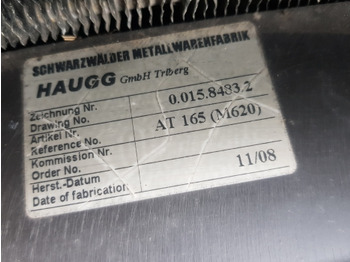 SCHWARZWÄLDER METALLWARENFABRIK
HAUGG GmbH Triberg
Zeichnung Nr.
Drawing No. 0.015.8483.2
Artikel Nr.
Reference No. AT 165 (M620)
Kommission Nr.
Order No.
Herst.-Datum 11/08
Date of fabrication